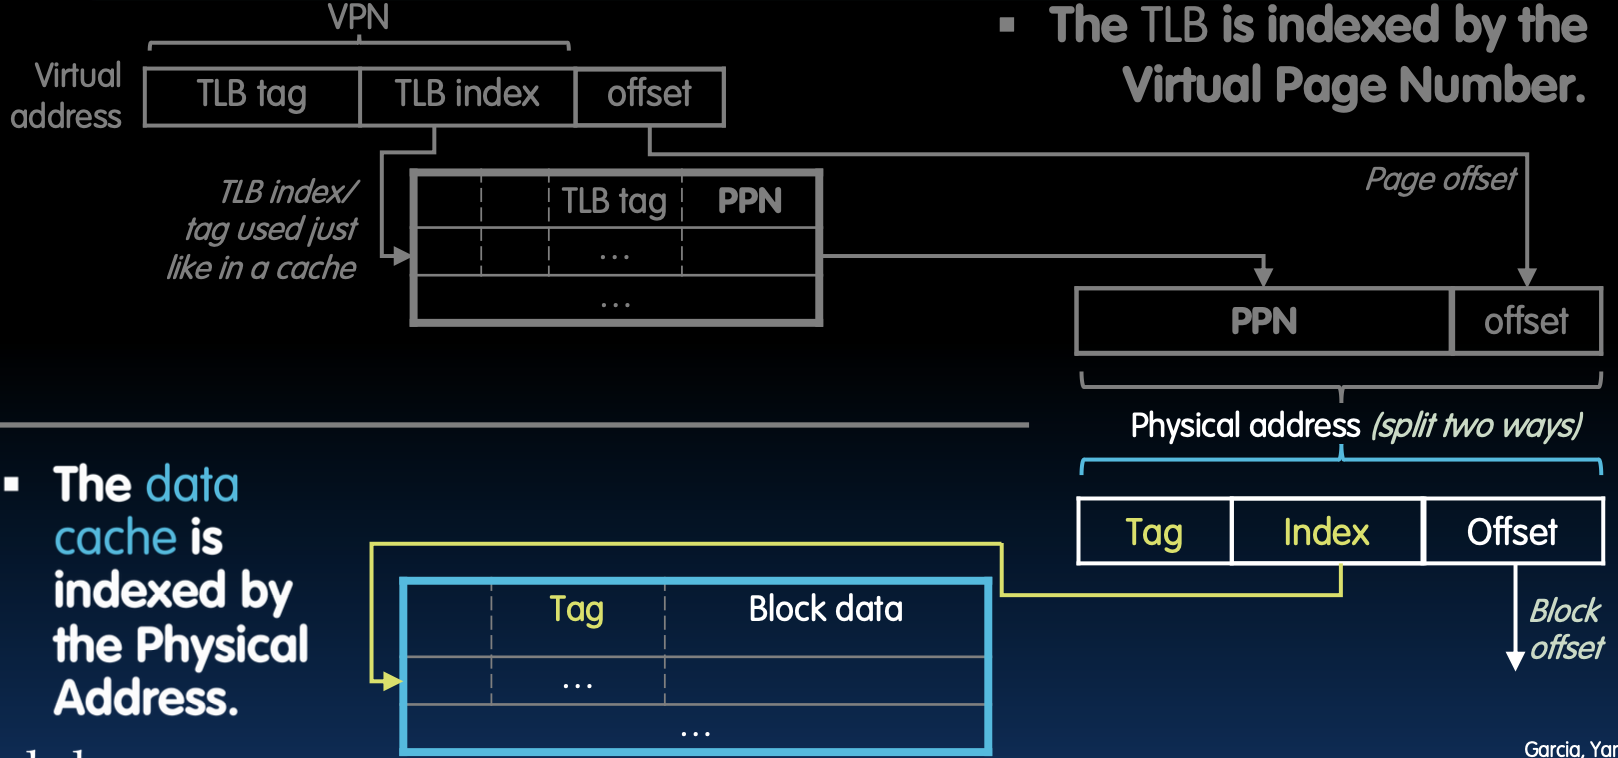 VPN
▪ The TLB is indexed by the
Virtual Page Number.
Virtual
address
TLB tag
TLB index
offset
Page offset
TLB index/
tag used just
like in a cache
TLB tag
PPN
...
...
PPN
offset
Physical address (split two ways)
▪ The data
cache is
indexed by
the Physical
Address.
Tag
Index
Offset
Tag
Block data
...
...
Block
offset
Garcia,